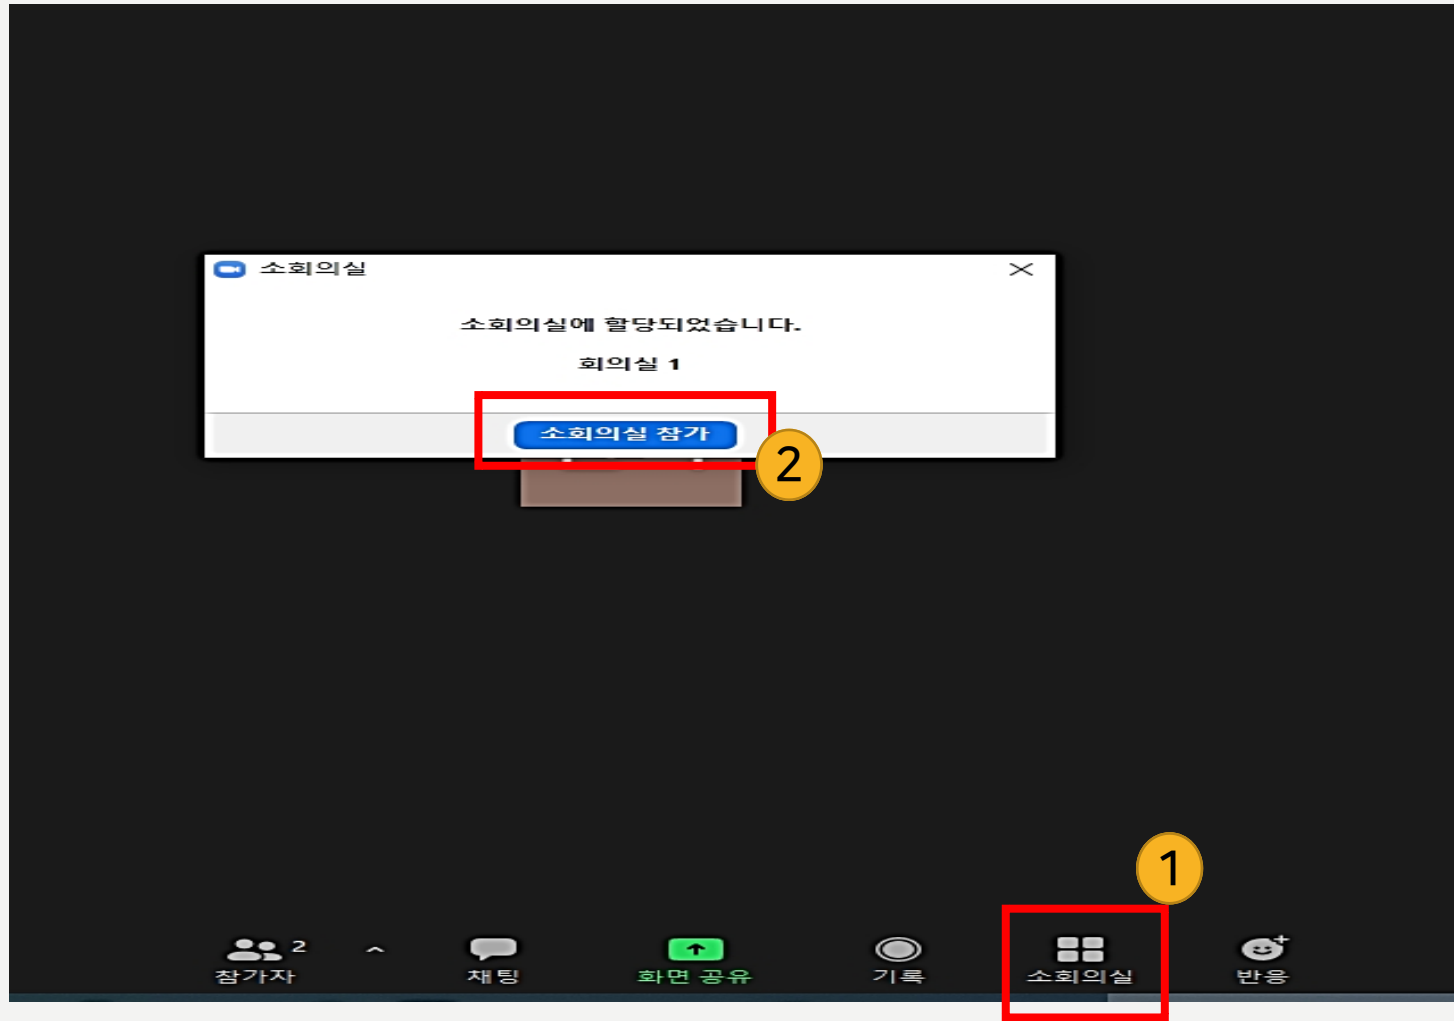 소회의실
소회의실에 할당되었습니다.
회의실 1
소회의실 참가
2
1
2
참가자
채팅
화면 공유
기록
소회의실
반응